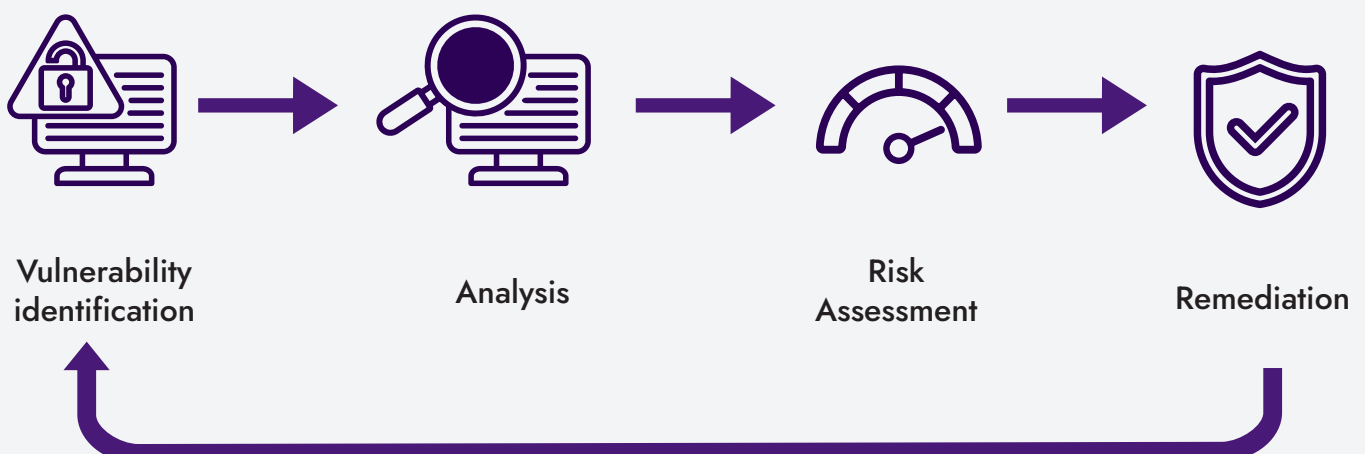 Vulnerability
identification
Analysis
Risk
Assessment
Remediation